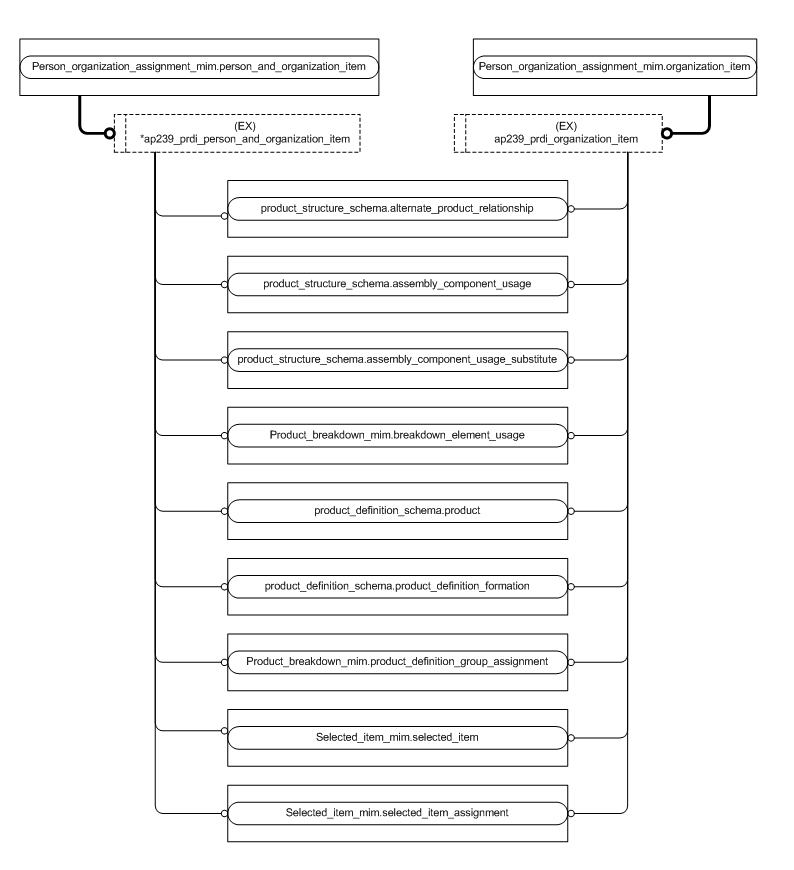 Person_organization_assignment_mim.person_and_organization_item
Person_organization_assignment_mim.organization_item
(EX)
*ap239_prdi_person_and_organization_item
(EX)
ap239_prdi_organization_item
product_structure_schema.alternate_product_relationship
product_structure_schema.assembly_component_usage
product_structure_schema.assembly_component_usage_substitute
Product_breakdown_mim.breakdown_element_usage
product_definition_schema.product
product_definition_schema.product_definition_formation
Product_breakdown_mim.product_definition_group_assignment
Selected_item_mim.selected_item
Selected_item_mim.selected_item_assignment